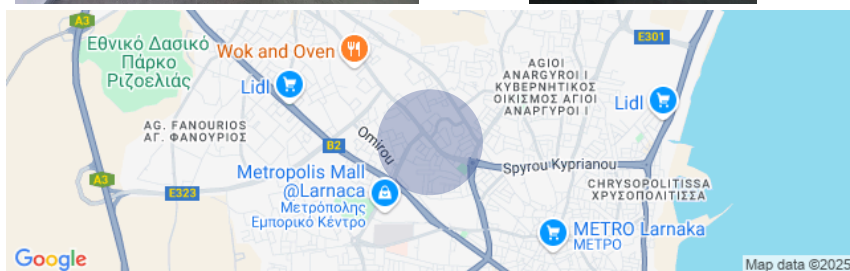 A3
Εθνικό Δασικό
Πάρκο
Ριζοελιάς
Wok and Oven
Lidl
E301
AGIOI
ANARGYROI I
ΚΥΒΕΡΝΗΤΙΚΟΣ
ΟΙΚΙΣΜΟΣ ΑΓΙΟΙ
ΑΝΑΡΓΥΡΟΙ Ι
Lidl
AG. FANOURIOS
ΑΓ. ΦΑΝΟΥΡΙΟΣ
Omirou
B2
Spyrou Kyprianou
A3
E323
Metropolis Mall
@Larnaca
Μετρόπολης
Εμπορικό Κέντρο
CHRYSOPOLITISSA
ΧΡΥΣΟΠΟΛΙΤΙΣΣΑ
METRO Larnaka
ΜΕΤΡΟ
Google
Map data ©2025